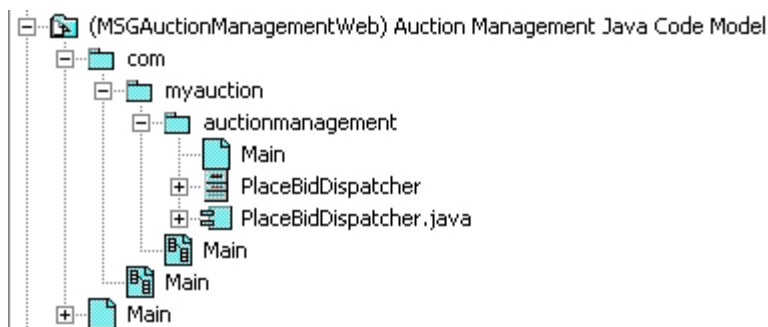 (MSGAuctionManagementWeb) Auction Management Java Code Model
com
myauction
auctionmanagement
Main
PlaceBidDispatcher
PlaceBidDispatcher.java
Main
Main
Main